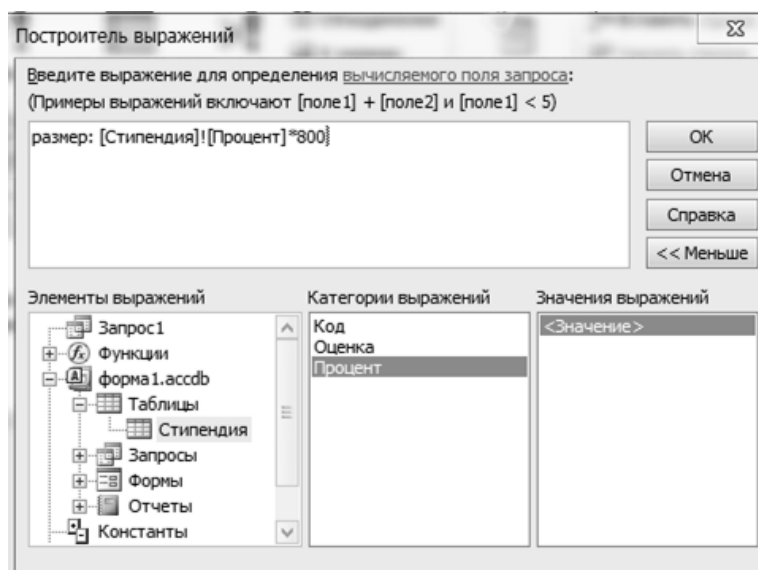 Построитель выражений
Введите выражение для определения вычисляемого поля запроса:
(Примеры выражений включают [поле1] + [поле2] и [поле1] < 5)
размер: [Стипендия]![Процент]*800
ОК
Отмена
Справка
<< Меньше
Элементы выражений
Запрос1
Функции
форма1.accdb
Таблицы
Стипендия
Запросы
Формы
Отчеты
Константы
Категории выражений
Код
Оценка
Процент
Значения выражений
<Значение>